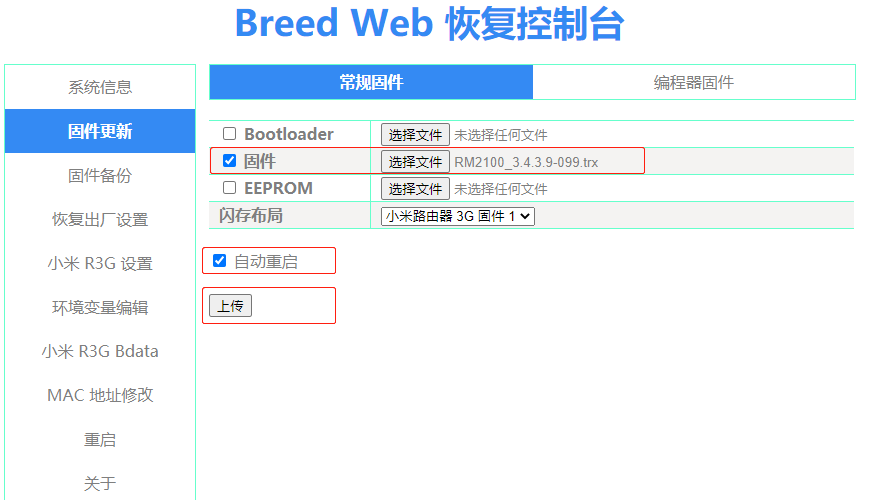 Breed Web 恢复控制台
系统信息
固件更新
固件备份
恢复出厂设置
小米 R3G 设置
环境变量编辑
小米 R3G Bdata
MAC 地址修改
重启
关于
常规固件 编程器固件
Bootloader 选择文件 未选择任何文件
固件 选择文件 RM2100_3.4.3.9-099.trx
EEPROM 选择文件 未选择任何文件
闪存布局 小米路由器 3G 固件 1
自动重启
上传